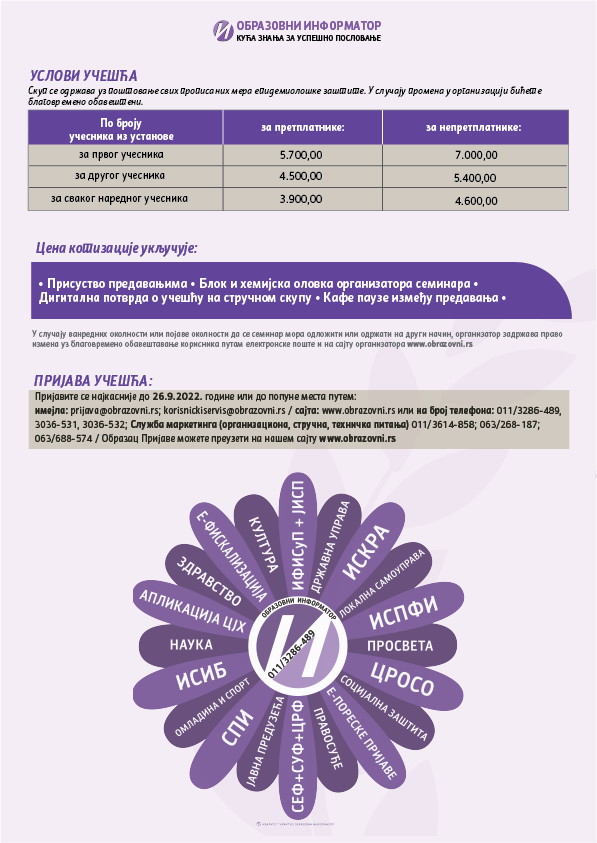 ОБРАЗОВНИ ИНФОРМАТОР
КУЋА ЗНАЊА ЗА УСПЕШНО ПОСЛОВАЊЕ
УСЛОВИ УЧЕШЋА
Скуп се одржава уз поштовање свих прописаних мера епидемиолошке заштите. У случају промена у организацији бићете
благовремено обавештени.
По броју
учесника из установе
за претплатнике:
за непретплатнике:
за првог учесника
5.700,00
7.000,00
за другог учесника
4.500,00
5.400,00
за сваког наредног учесника
3.900,00
4.600,00
Цена котизације укључује:
• Присуство предавањима • Блок и хемијска оловка организатора семинара •
Дигитална потврда о учешћу на стручном скупу • Кафе паузе између предавања •
У случају ванредних околности или појаве околности да се семинар мора одложити или одржати на други начин, организатор задржава право
измена уз благовремено обавештавање корисника путам електронске поште и на сајту организатора www.obrazovni.rs
ПРИЈАВА УЧЕШЋА:
Пријавите се најкасније до 26.9.2022. године или до попуне места путем:
имејла: prijava@obrazovni.rs; korisnickiservis@obrazovni.rs / сајта: www.obrazovni.rs или на број телефона: 011/3286-489,
3036-531, 3036-532; Служба маркетинга (организациона, стручна, техничка питања) 011/3614-858; 063/268-187;
063/688-574 / Образац Пријаве можете преузети на нашем сајту www.obrazovni.rs
ИФИСуП + ЈИСП
ДРЖАВНА УПРАВА
ИСКРА
ЛОКАЛНА САМОУПРАВА
ИСПФИ
ПРОСВЕТА
ЦРОСО
СОЦИЈАЛНА ЗАШТИТА
Е-ПОРЕСКЕ ПРИЈАВЕ
ПРАВОСУЂЕ
СЕФ+СУФ+ЦРФ
ЈАВНА ПРЕДУЗЕЋА
СПИ
ОМЛАДИНА И СПОРТ
ИСИБ
НАУКА
АПЛИКАЦИЈА ЦЈХ
ЗДРАВСТВО
Е-ФИСКАЛИЗАЦИЈА
КУЛТУРА
ОБРАЗОВНИ ИНФОРМАТОР
011/3286-489